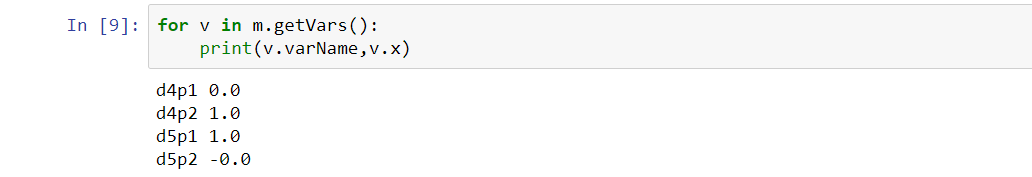 In [9]: for v in m.getVars():
print(v.varName,v.x)
d4p1 0.0
d4p2 1.0
d5p1 1.0
d5p2 -0.0